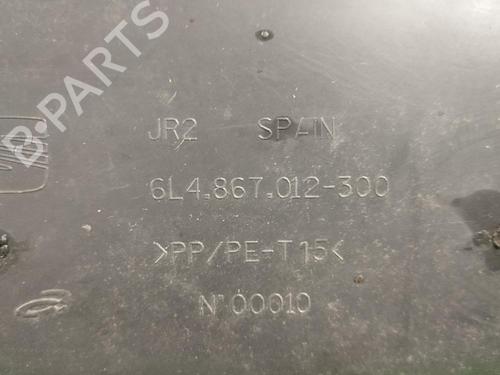 B-PARTS
JR2 SPAIN
6L4.867.012-300
>PP/PE-T15<
N°00010